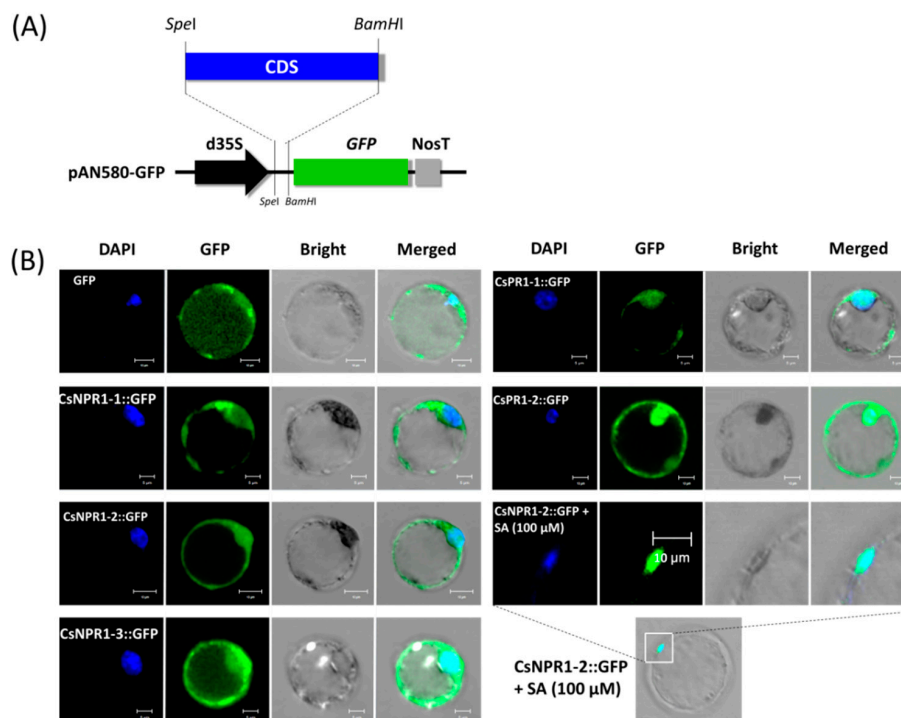 (A)
SpeI
BamHI
CDS
d35S
GFP
NosT
pAN580-GFP
SpeI
BamHI
(B)
DAPI
GFP
Bright
Merged
GFP
CsNPR1-1::GFP
CsNPR1-2::GFP
CsNPR1-3::GFP
DAPI
GFP
Bright
Merged
CsPR1-1::GFP
CsPR1-2::GFP
CsNPR1-2::GFP +
SA (100 μM)
10 μm
CsNPR1-2::GFP
+ SA (100 μM)